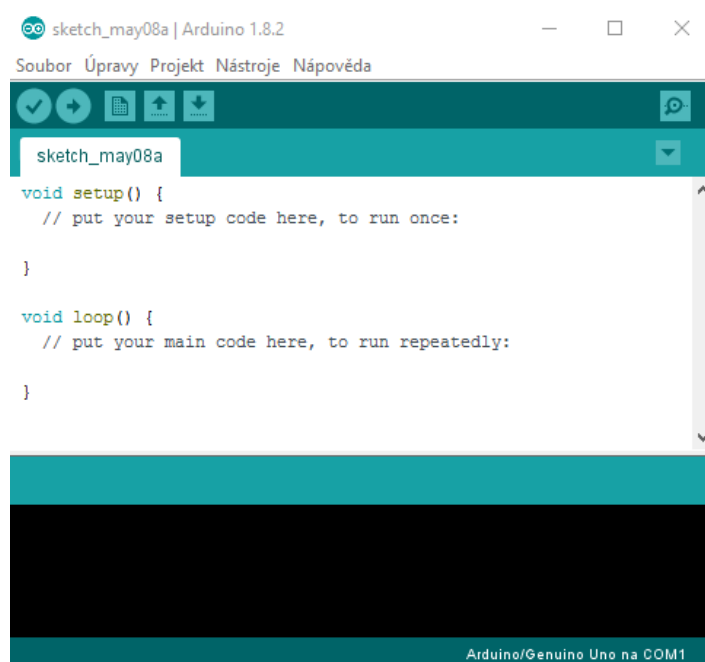 sketch_may08a | Arduino 1.8.2
Soubor Úpravy Projekt Nástroje Nápověda
sketch_may08a
void setup() {
  // put your setup code here, to run once:
}
void loop() {
  // put your main code here, to run repeatedly:
}
Arduino/Genuino Uno na COM1